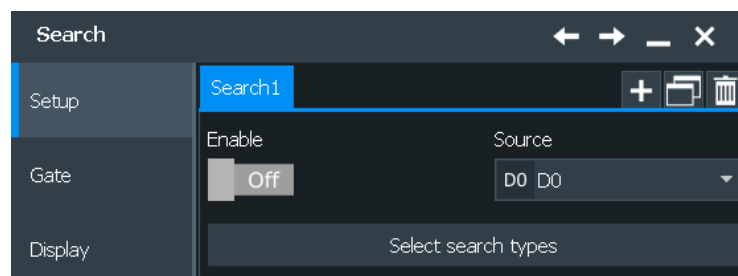 Search
Setup
Search1
Enable
Source
Gate
Off
D0 D0
Display
Select search types